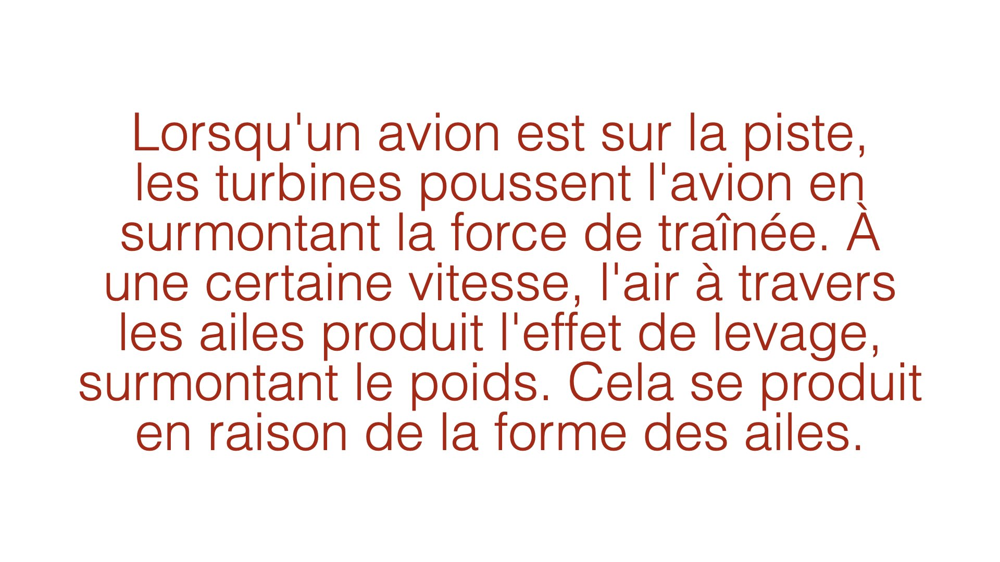 Lorsqu'un avion est sur la piste,
les turbines poussent l'avion en
surmontant la force de traînée. À
une certaine vitesse, l'air à travers
les ailes produit l'effet de levage,
surmontant le poids. Cela se produit
en raison de la forme des ailes.